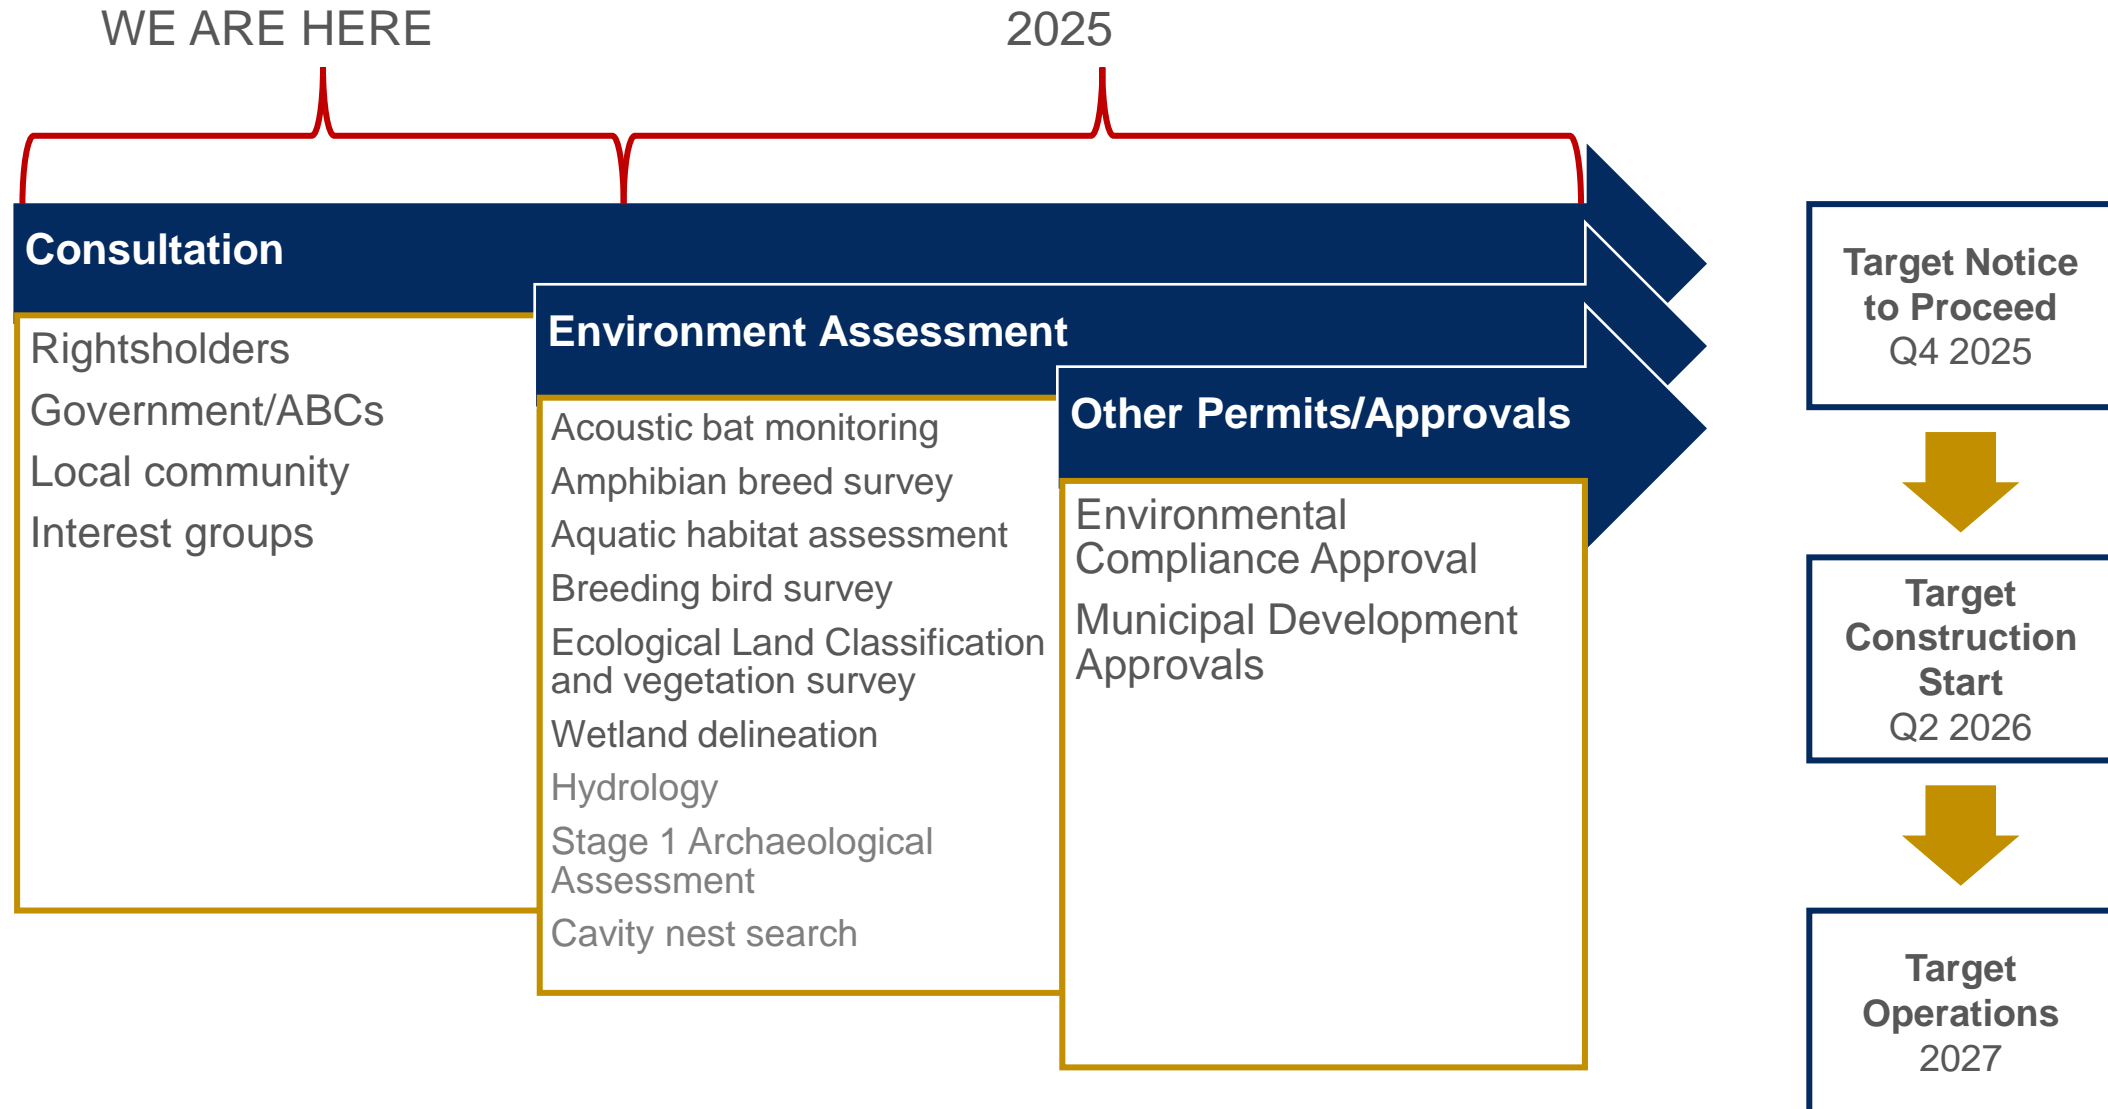 WE ARE HERE
2025
Consultation
Rightsholders
Government/ABCs
Local community
Interest groups
Environment Assessment
Acoustic bat monitoring
Amphibian breed survey
Aquatic habitat assessment
Breeding bird survey
Ecological Land Classification
and vegetation survey
Wetland delineation
Hydrology
Stage 1 Archaeological
Assessment
Cavity nest search
Other Permits/Approvals
Environmental
Compliance Approval
Municipal Development
Approvals
Target Notice
to Proceed
Q4 2025
Target
Construction
Start
Q2 2026
Target
Operations
2027